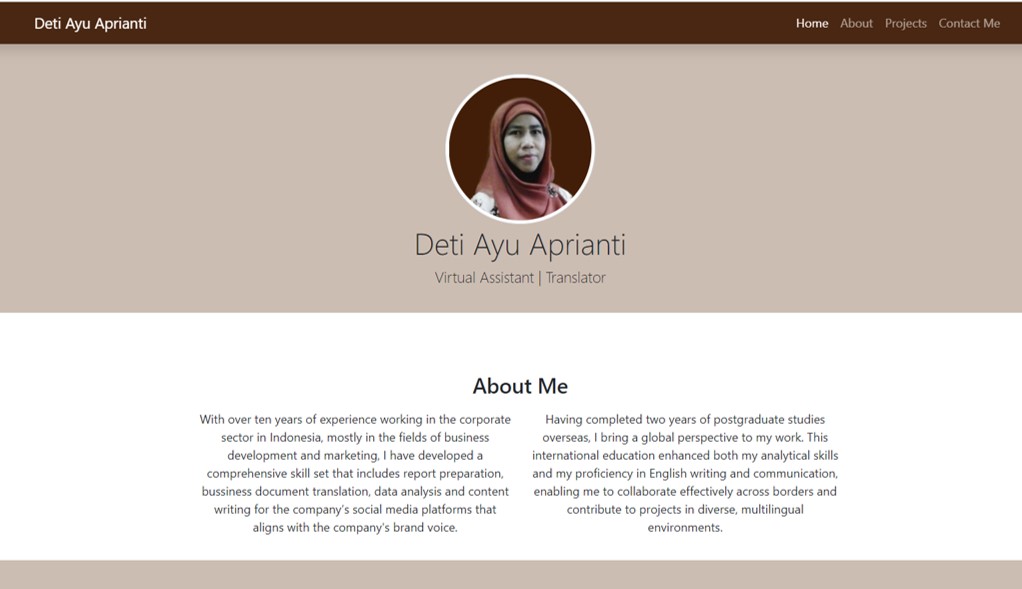 Deti Ayu Aprianti
Home About Projects Contact Me
Deti Ayu Aprianti
Virtual Assistant | Translator
About Me
With over ten years of experience working in the corporate
sector in Indonesia, mostly in the fields of business
development and marketing, I have developed a
comprehensive skill set that includes report preparation,
bussiness document translation, data analysis and content
writing for the company's social media platforms that
aligns with the company's brand voice.
Having completed two years of postgraduate studies
overseas, I bring a global perspective to my work. This
international education enhanced both my analytical skills
and my proficiency in English writing and communication,
enabling me to collaborate effectively across borders and
contribute to projects in diverse, multilingual
environments.